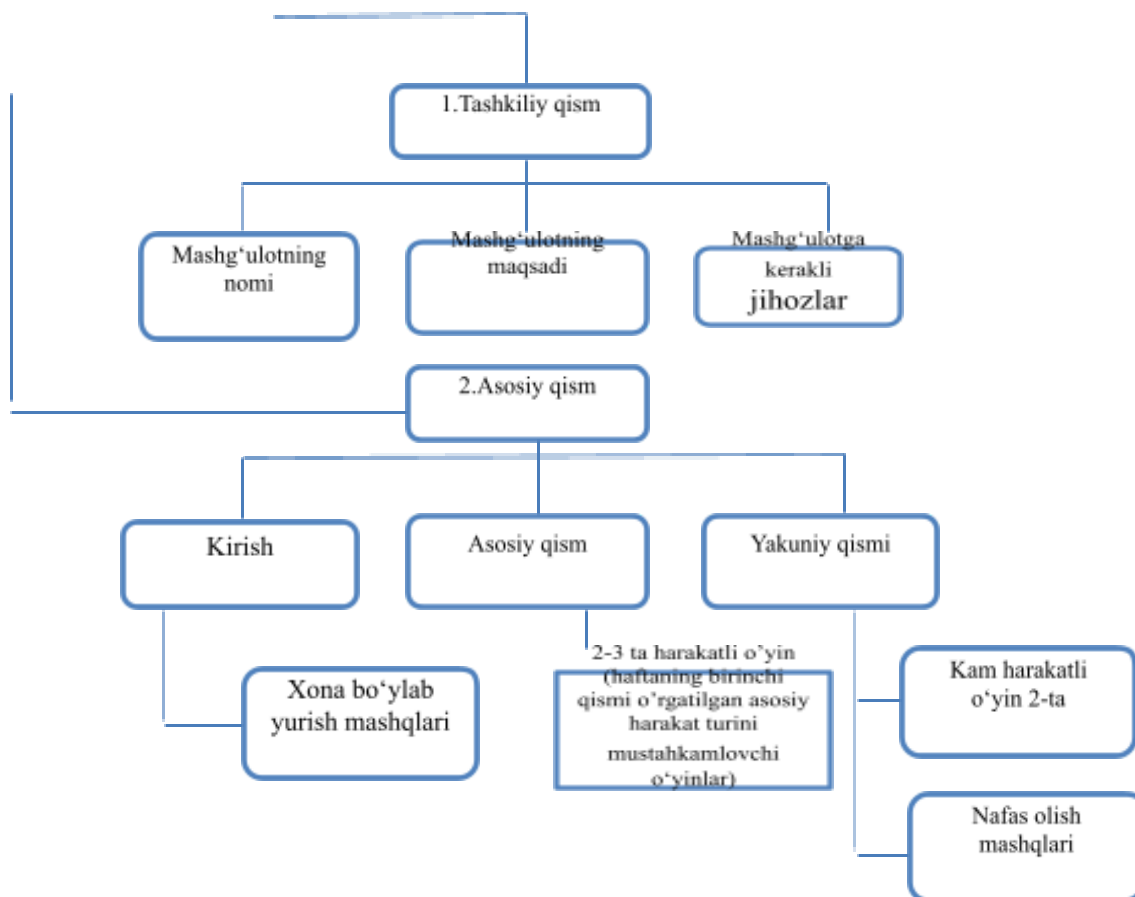 1.Tashkiliy qism
Mashg‘ulotning
nomi
Mashg‘ulotning
maqsadi
Mashg‘ulotga
kerakli
jihozlar
2.Asosiy qism
Kirish
Asosiy qism
Yakuniy qismi
Xona bo‘ylab
yurish mashqlari
2-3 ta harakatli o’yin
(haftaning birinchi
qismi o’rgatilgan asosiy
harakat turini
mustahkamlovchi
o‘yinlar)
Kam harakatli
o‘yin 2-ta
Nafas olish
mashqlari